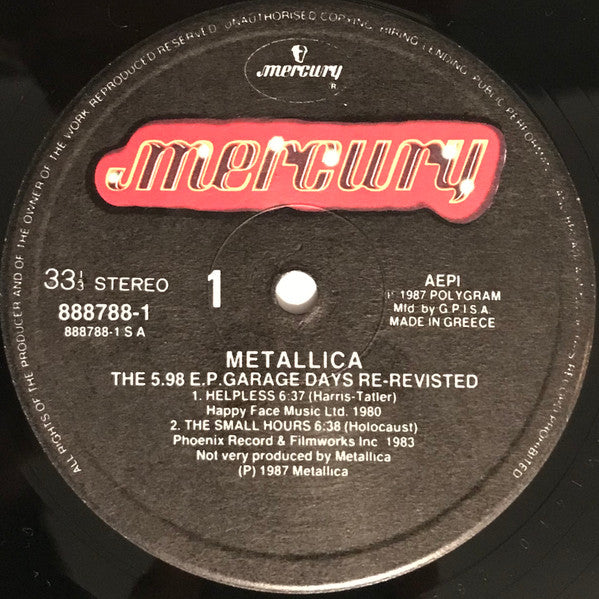 ALL RIGHTS OF THE PRODUCER AND OF THE OWNER OF THE WORK REPRODUCED RESERVED. UNAUTHORISED COPYING, HIRING, LENDING, PUBLIC PERFORMAN
PROHIBITED
mercury
R
mercury
33⅓ STEREO
888788-1
888788-1 S A
1
AEPI
℗ 1987 POLYGRAM
Mfd. by G.P.I.S.A.
MADE IN GREECE
METALLICA
THE 5.98 E.P. GARAGE DAYS RE-REVISTED
1. HELPLESS 6:37 (Harris-Tatler)
Happy Face Music Ltd. 1980
2. THE SMALL HOURS 6:38 (Holocaust)
Phoenix Record & Filmworks Inc 1983
Not very produced by Metallica
(P) 1987 Metallica